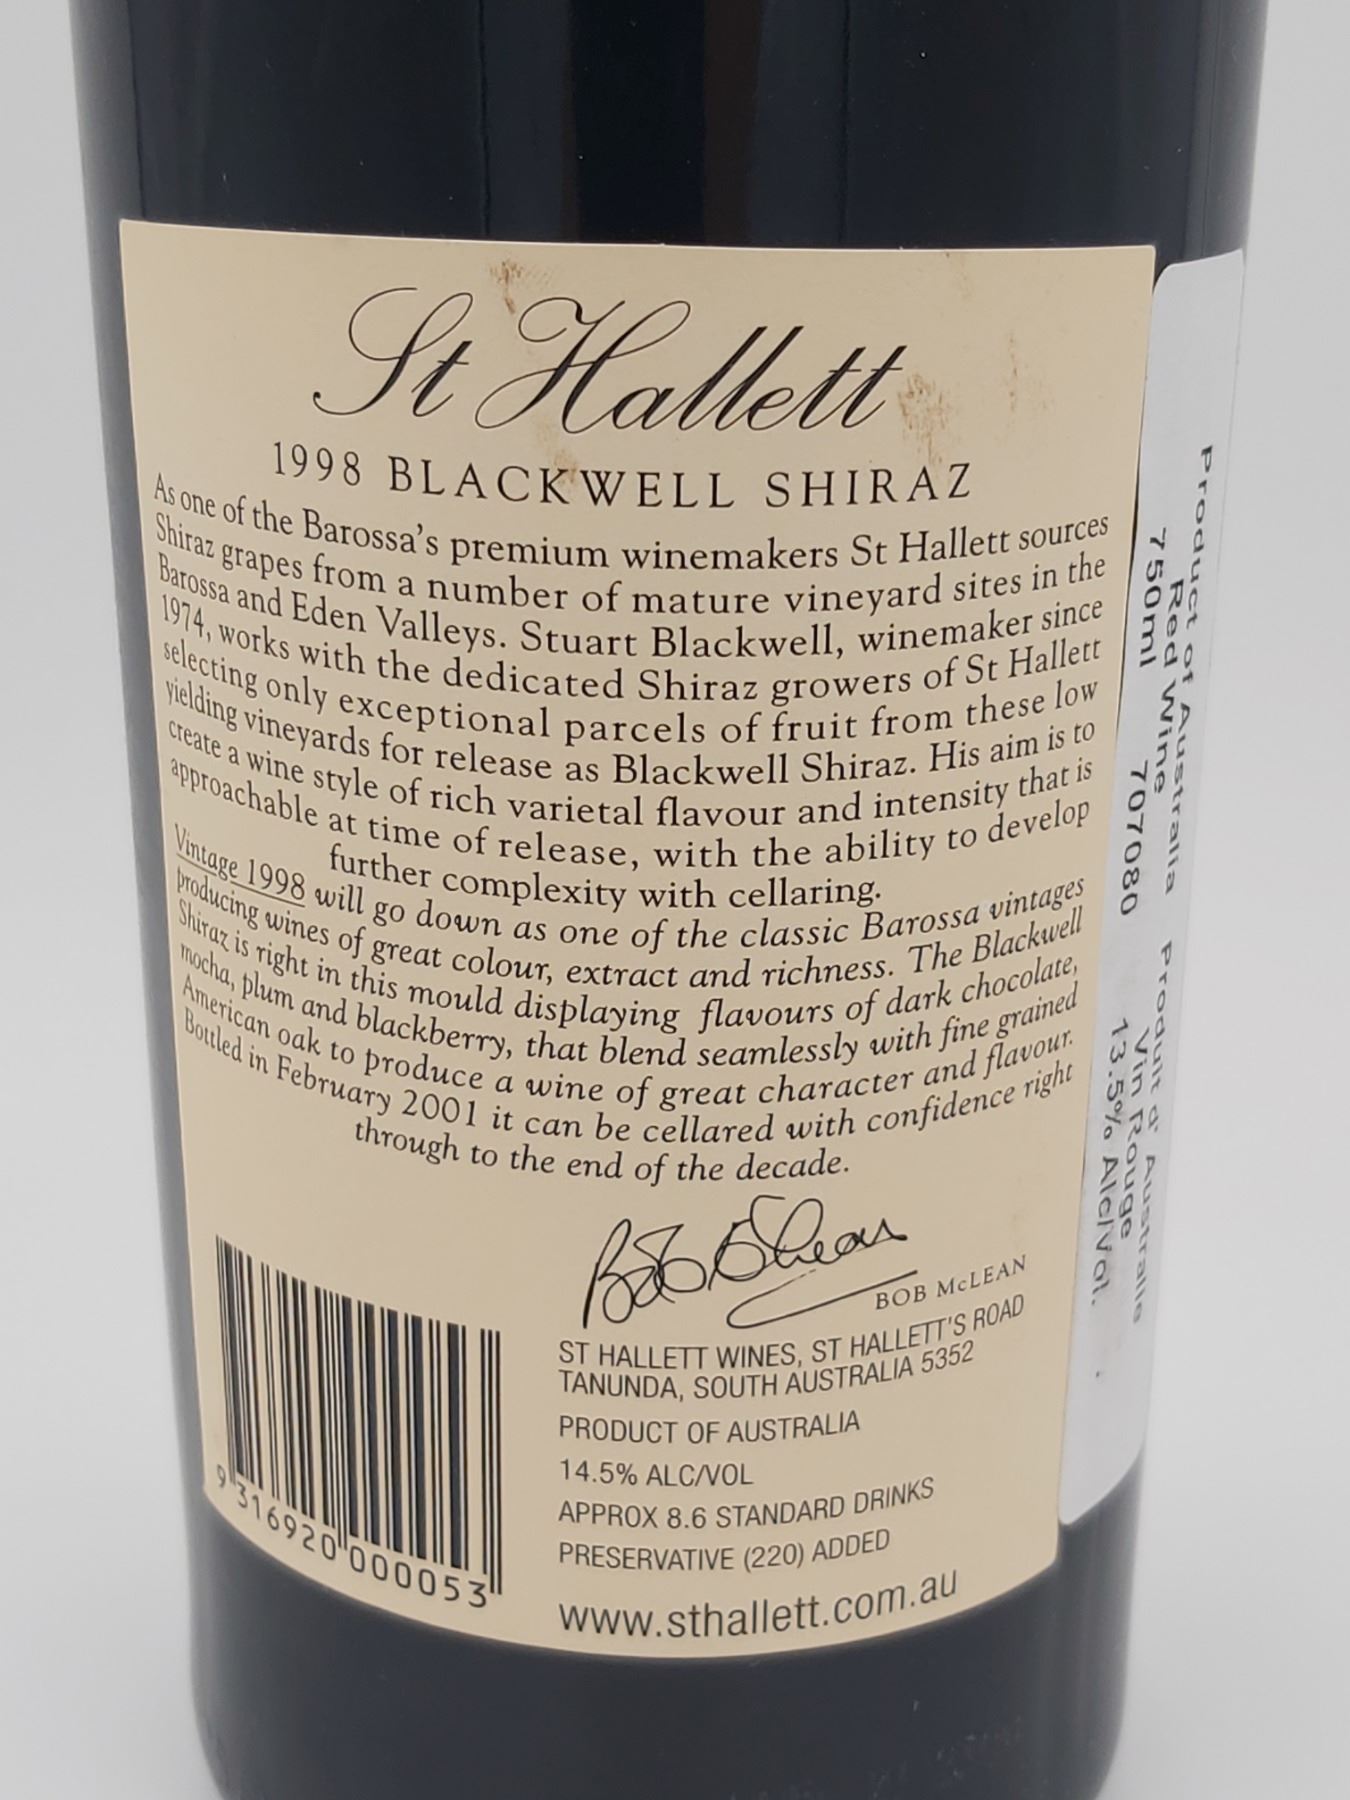 St Hallett
1998 BLACKWELL SHIRAZ
As one of the Barossa's premium winemakers St Hallett sources
Shiraz grapes from a number of mature vineyard sites in the
Barossa and Eden Valleys. Stuart Blackwell, winemaker since
1974, works with the dedicated Shiraz growers of St Hallett
selecting only exceptional parcels of fruit from these low
yielding vineyards for release as Blackwell Shiraz. His aim is to
create a wine style of rich varietal flavour and intensity that is
approachable at time of release, with the ability to develop
further complexity with cellaring.
Vintage 1998 will go down as one of the classic Barossa vintages
producing wines of great colour, extract and richness. The Blackwell
Shiraz is right in this mould displaying flavours of dark chocolate,
mocha, plum and blackberry, that blend seamlessly with fine grained
American oak to produce a wine of great character and flavour.
Bottled in February 2001 it can be cellared with confidence right
through to the end of the decade.
Bob McLean
BOB McLEAN
ST HALLETT WINES, ST HALLETT'S ROAD
TANUNDA, SOUTH AUSTRALIA 5352
PRODUCT OF AUSTRALIA
14.5% ALC/VOL
APPROX 8.6 STANDARD DRINKS
PRESERVATIVE (220) ADDED
www.sthallett.com.au
9 316920 000053
Product of Australia Produit d' Australie
Red Wine Vin Rouge
750ml 707080 13.5% Alc/Vol.